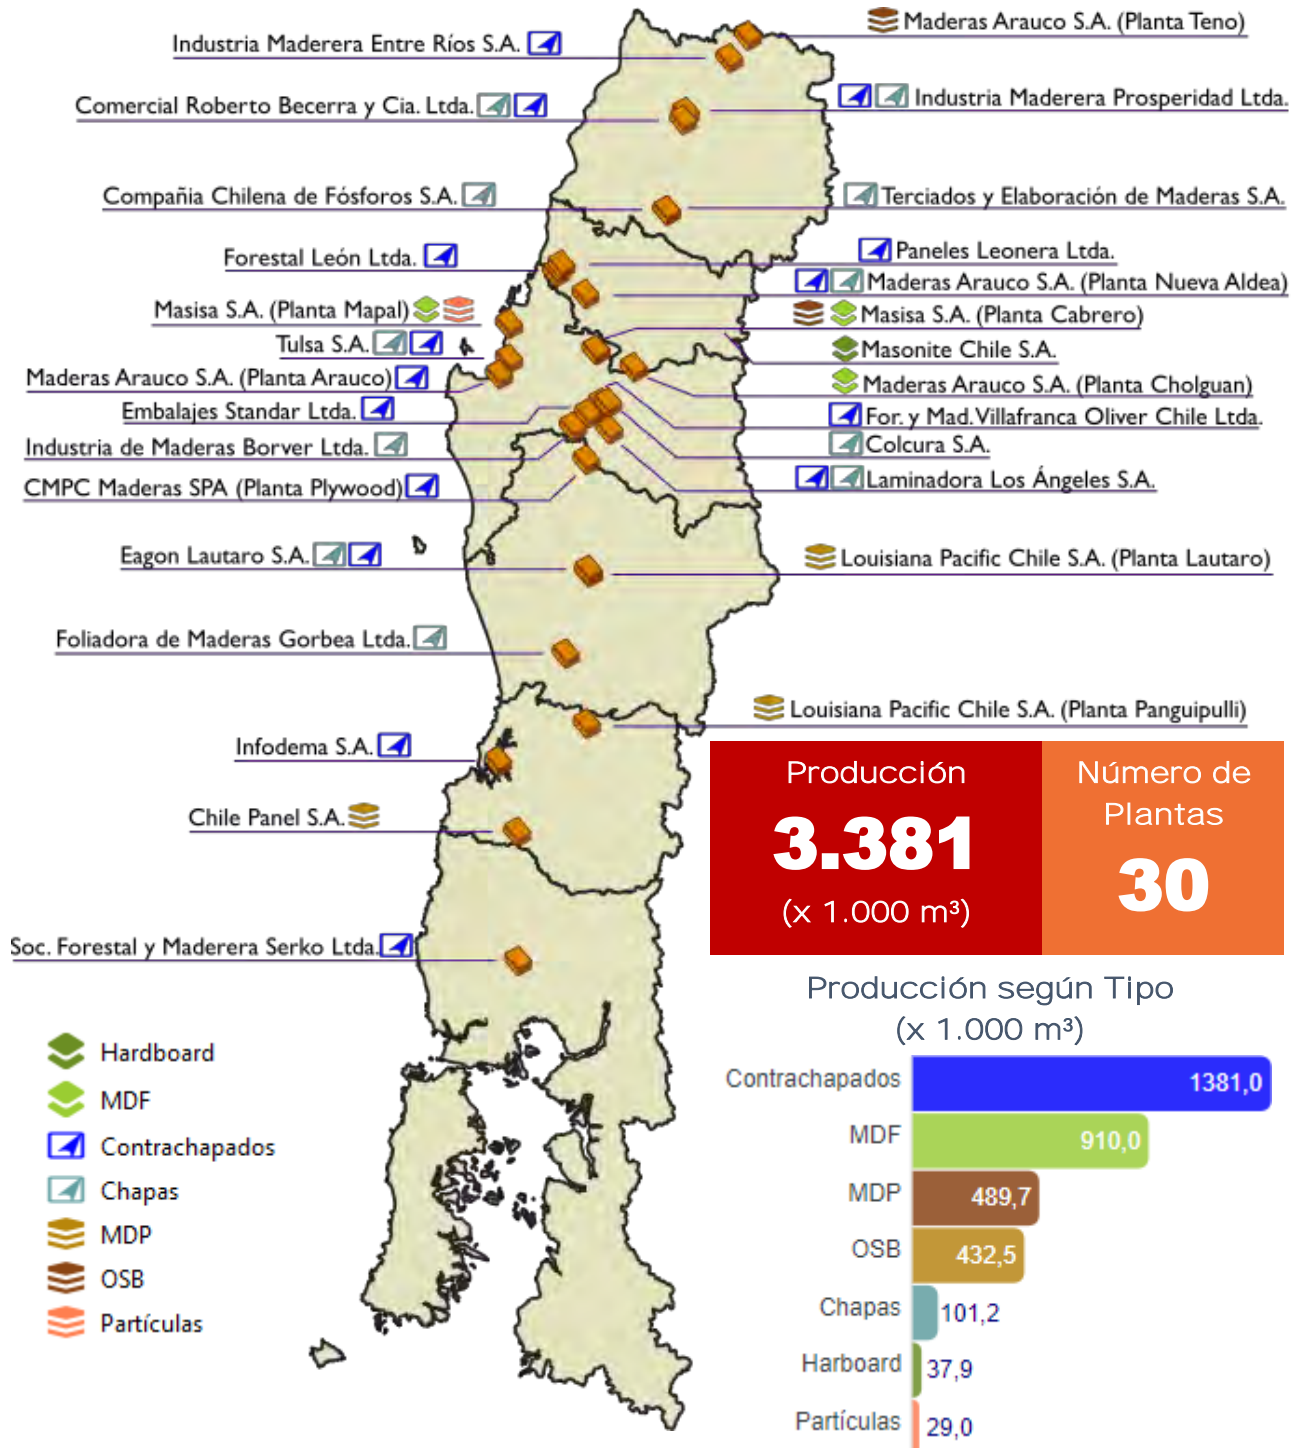 Maderas Arauco S.A. (Planta Teno)
Industria Maderera Entre Ríos S.A.
Comercial Roberto Becerra y Cia. Ltda.
Industria Maderera Prosperidad Ltda.
Compañia Chilena de Fósforos S.A.
Terciados y Elaboración de Maderas S.A.
Forestal León Ltda.
Paneles Leonera Ltda.
Maderas Arauco S.A. (Planta Nueva Aldea)
Masisa S.A. (Planta Mapal)
Masisa S.A. (Planta Cabrero)
Tulsa S.A.
Masonite Chile S.A.
Maderas Arauco S.A. (Planta Arauco)
Maderas Arauco S.A. (Planta Cholguan)
Embalajes Standar Ltda.
For. y Mad. Villafranca Oliver Chile Ltda.
Industria de Maderas Borver Ltda.
Colcura S.A.
CMPC Maderas SPA (Planta Plywood)
Laminadora Los Ángeles S.A.
Eagon Lautaro S.A.
Louisiana Pacific Chile S.A. (Planta Lautaro)
Foliadora de Maderas Gorbea Ltda.
Louisiana Pacific Chile S.A. (Planta Panguipulli)
Infodema S.A.
Chile Panel S.A.
Soc. Forestal y Maderera Serko Ltda.
Producción
3.381
(x 1.000 m³)
Número de
Plantas
30
Hardboard
MDF
Contrachapados
Chapas
MDP
OSB
Partículas
Producción según Tipo
(x 1.000 m³)
Contrachapados 1381,0
MDF 910,0
MDP 489,7
OSB 432,5
Chapas 101,2
Harboard 37,9
Partículas 29,0